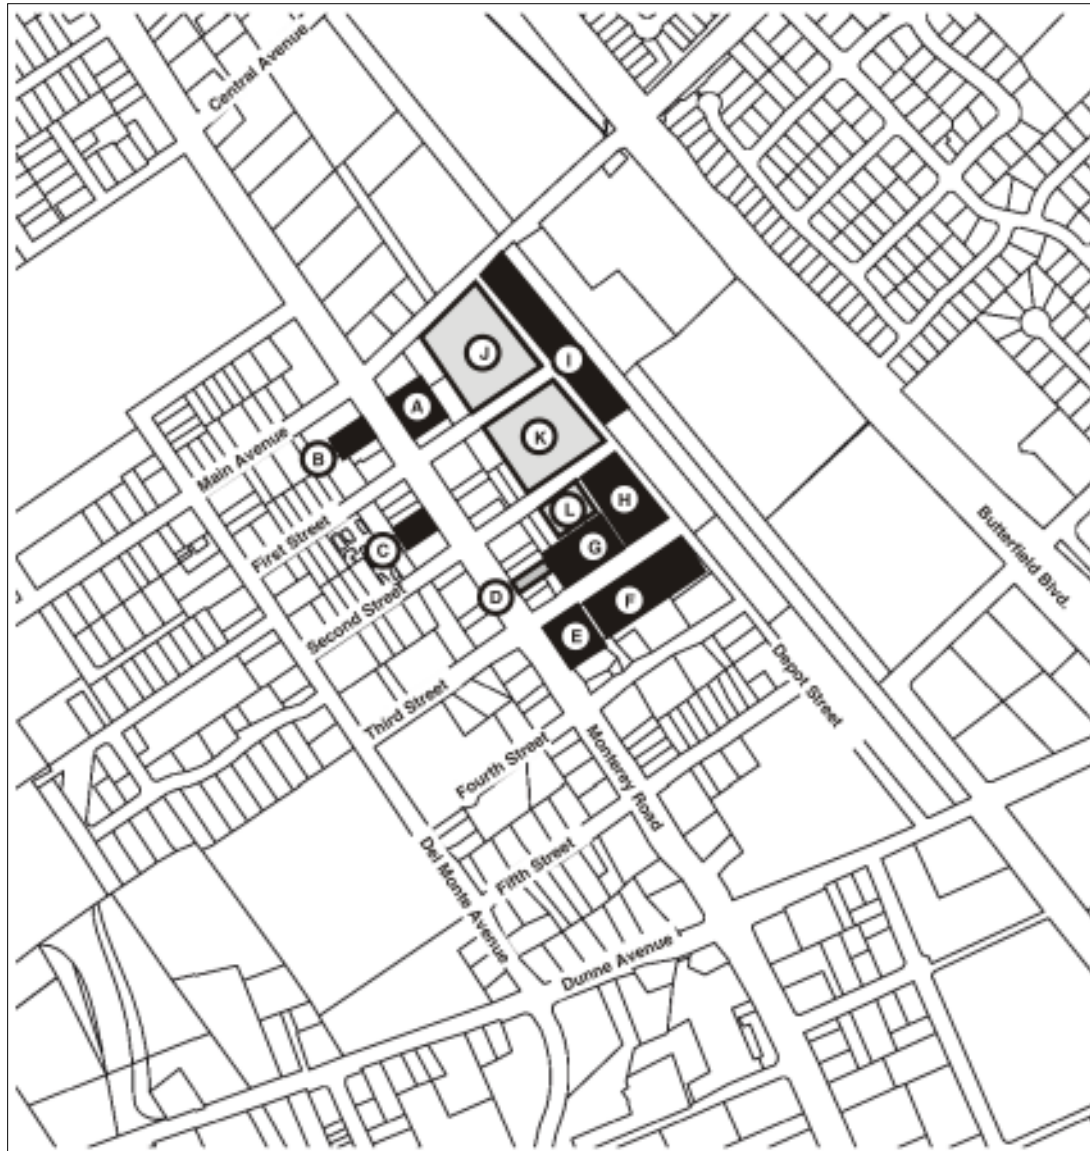 Central Avenue
J
I
A
K
B
Main Avenue
H
L
First Street
C
G
Butterfield Blvd.
D
F
Second Street
E
Third Street
Depot Street
Monterey Road
Fourth Street
Fifth Street
Del Monte Avenue
Dunne Avenue